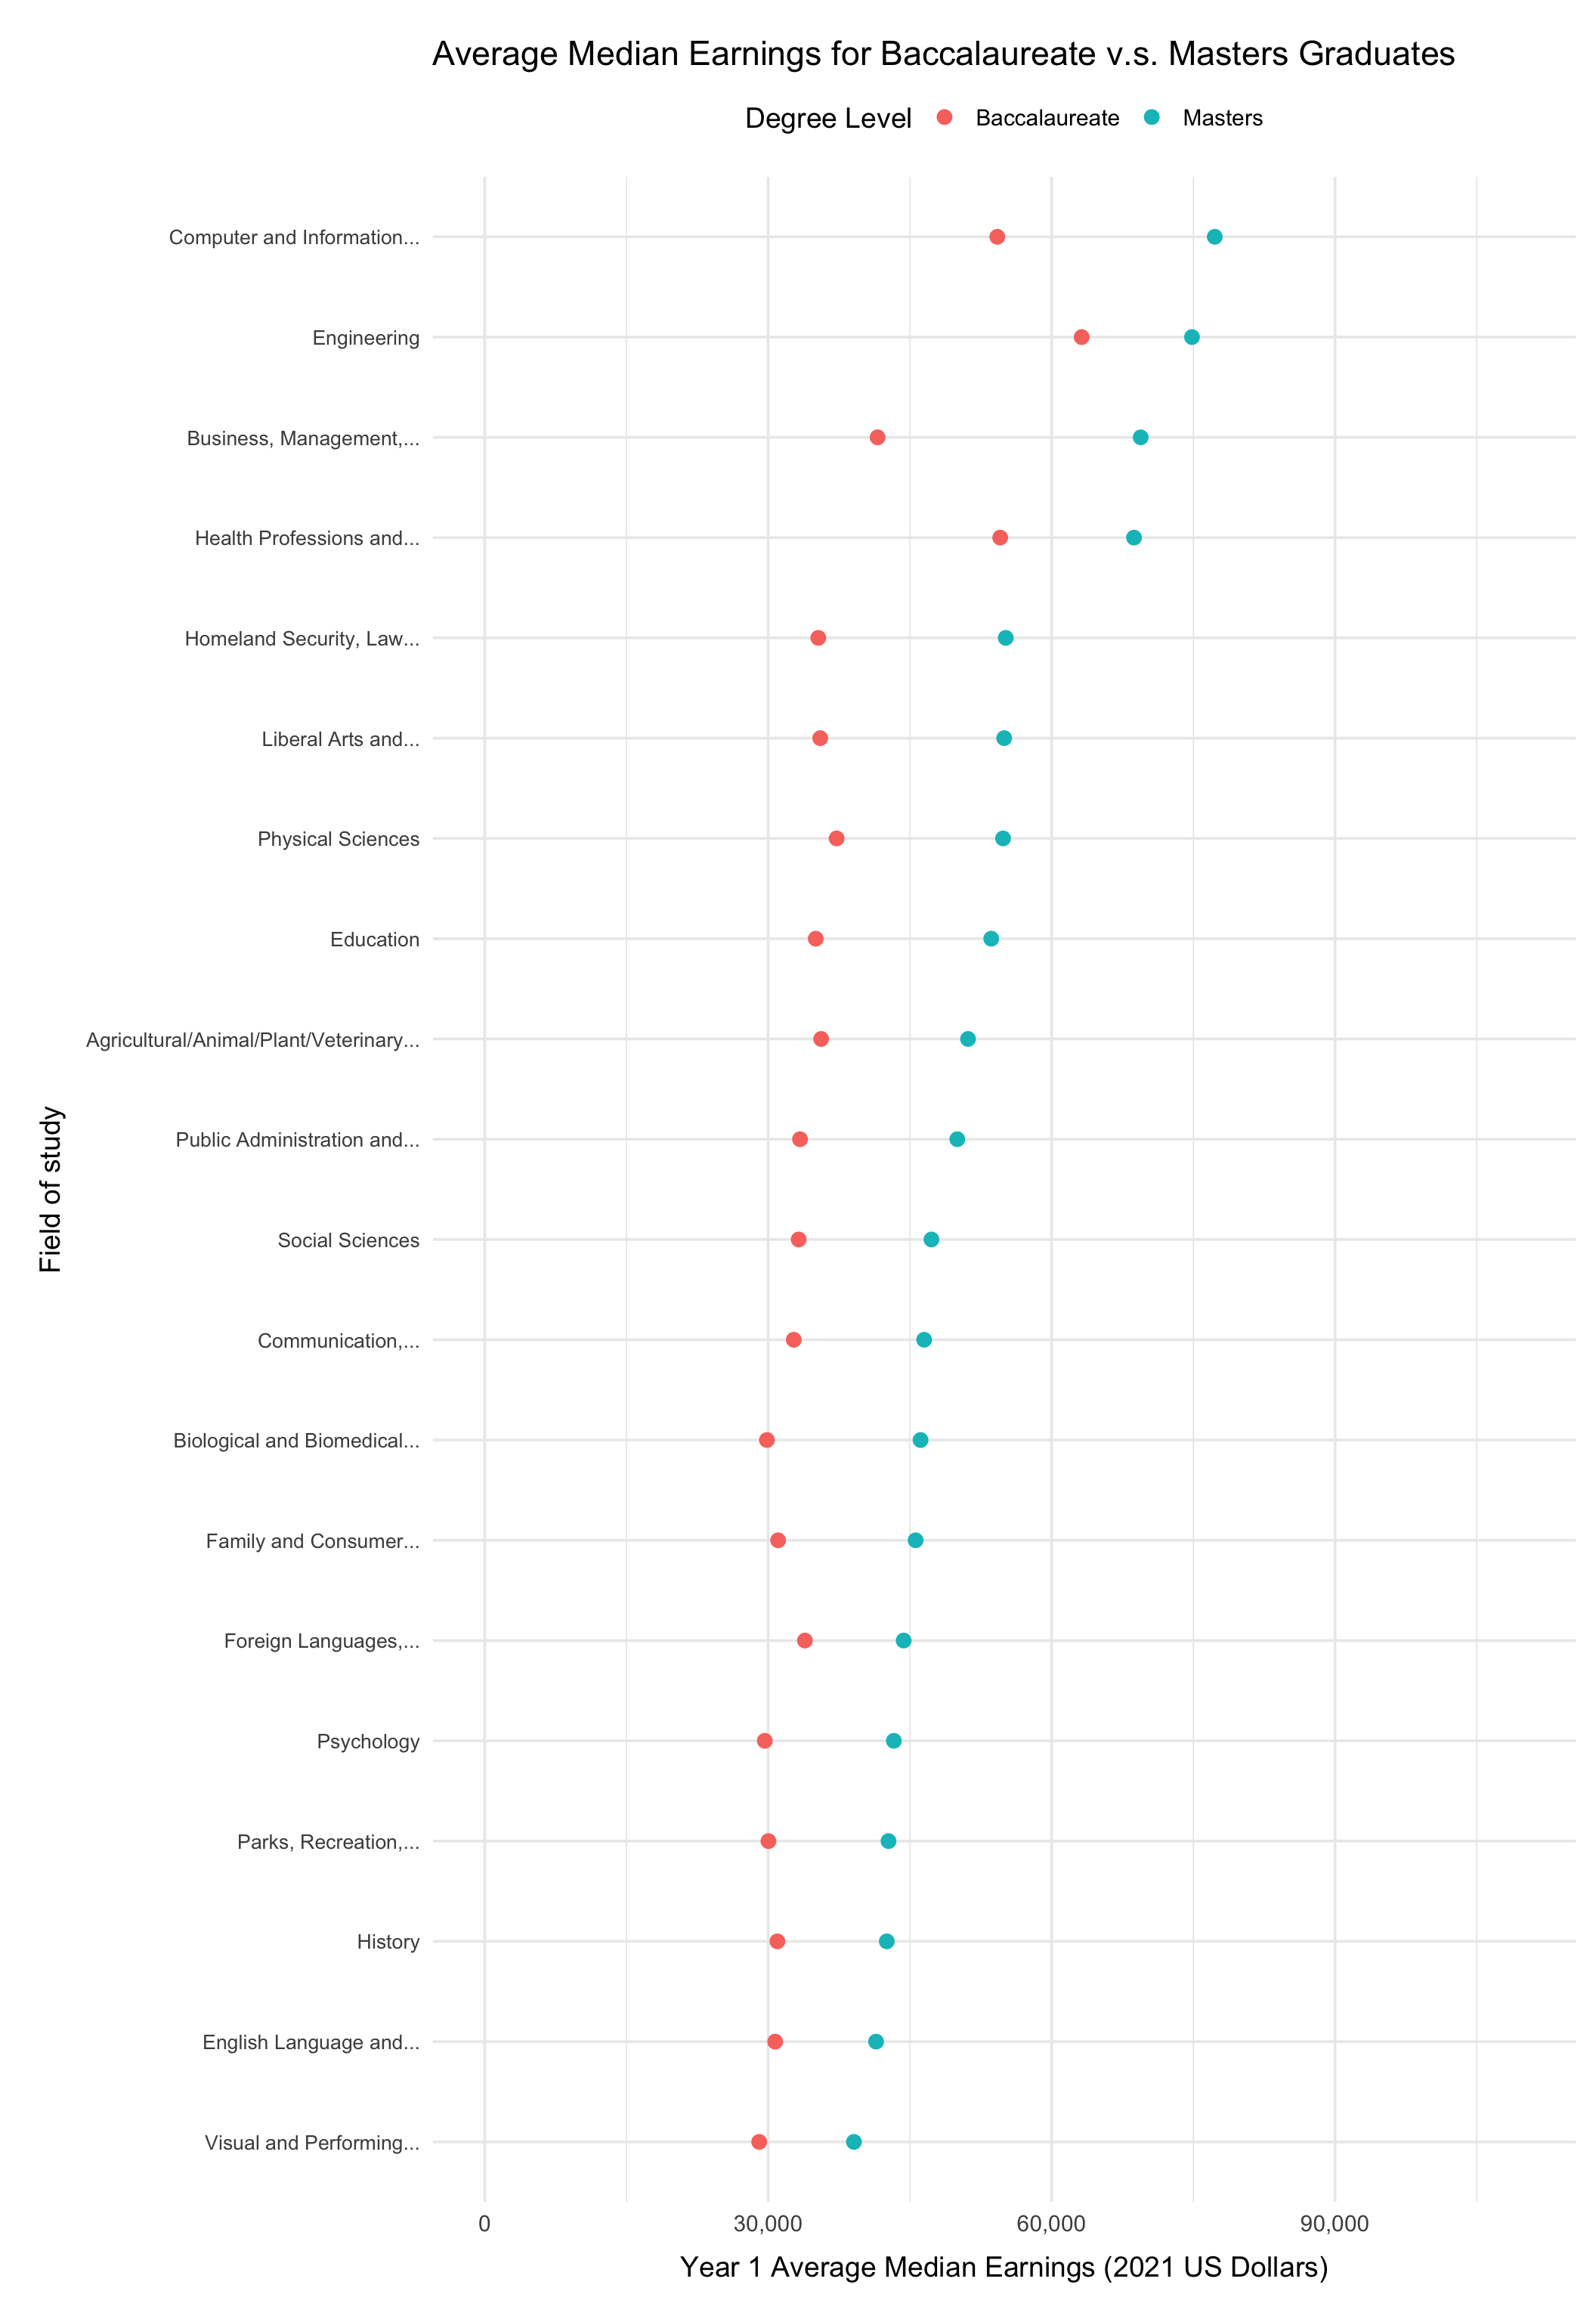 Average Median Earnings for Baccalaureate v.s. Masters Graduates
Degree Level Baccalaureate Masters
Computer and Information...
Engineering
Business, Management,...
Health Professions and...
Homeland Security, Law...
Liberal Arts and...
Physical Sciences
Education
Agricultural/Animal/Plant/Veterinary...
Public Administration and...
Social Sciences
Communication,...
Biological and Biomedical...
Family and Consumer...
Foreign Languages,...
Psychology
Parks, Recreation,...
History
English Language and...
Visual and Performing...
Field of study
0 30,000 60,000 90,000
Year 1 Average Median Earnings (2021 US Dollars)